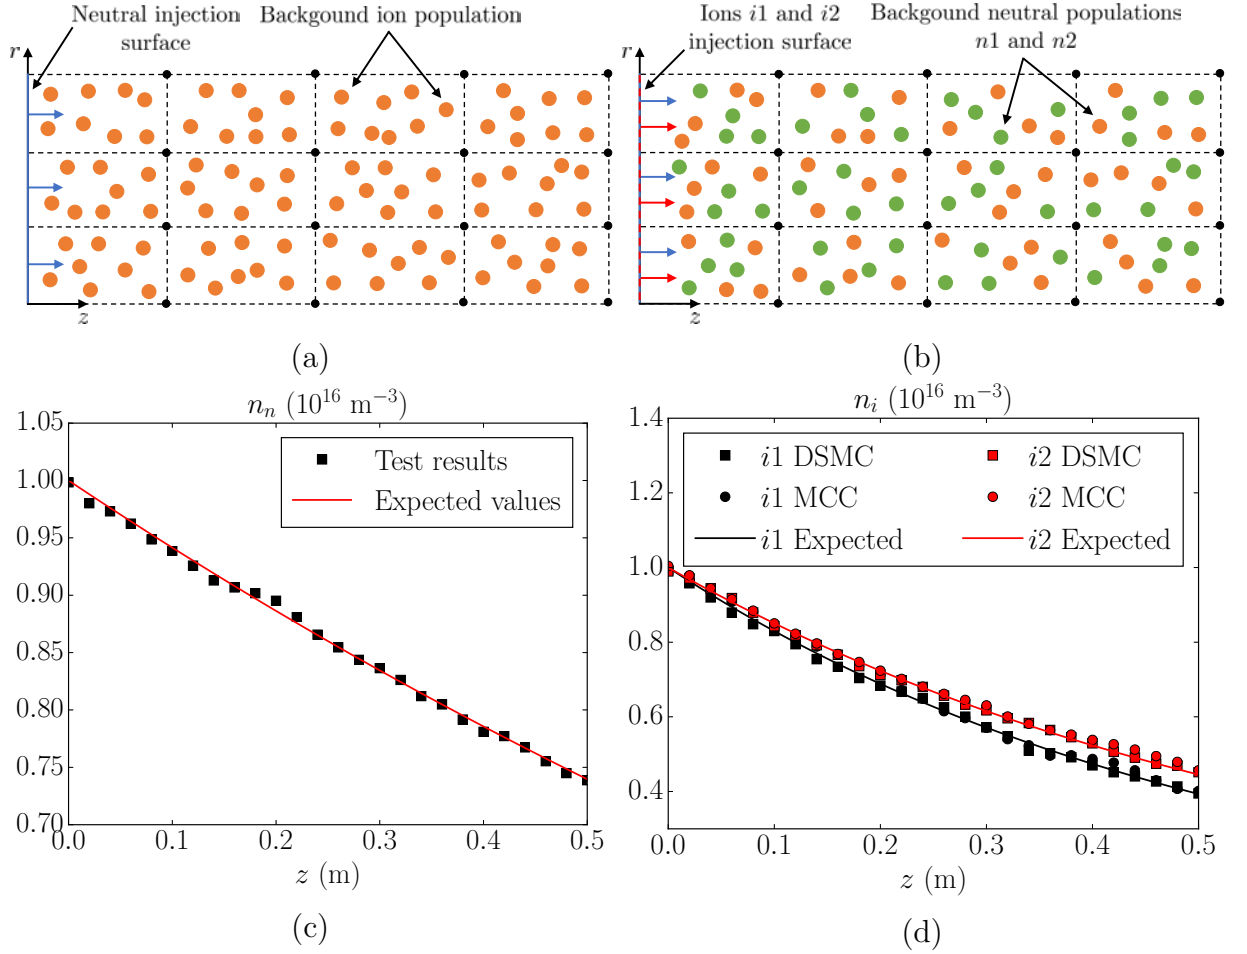 Neutral injection
surface
Backgound ion population
r
z
(a)
Ions i1 and i2
injection surface
Backgound neutral populations
n1 and n2
r
z
(b)
n_n (10^16 m^−3)
1.05
1.00
0.95
0.90
0.85
0.80
0.75
0.70
Test results
Expected values
0.0 0.1 0.2 0.3 0.4 0.5
z (m)
(c)
n_i (10^16 m^−3)
1.4
1.2
1.0
0.8
0.6
0.4
i1 DSMC
i2 DSMC
i1 MCC
i2 MCC
i1 Expected
i2 Expected
0.0 0.1 0.2 0.3 0.4 0.5
z (m)
(d)